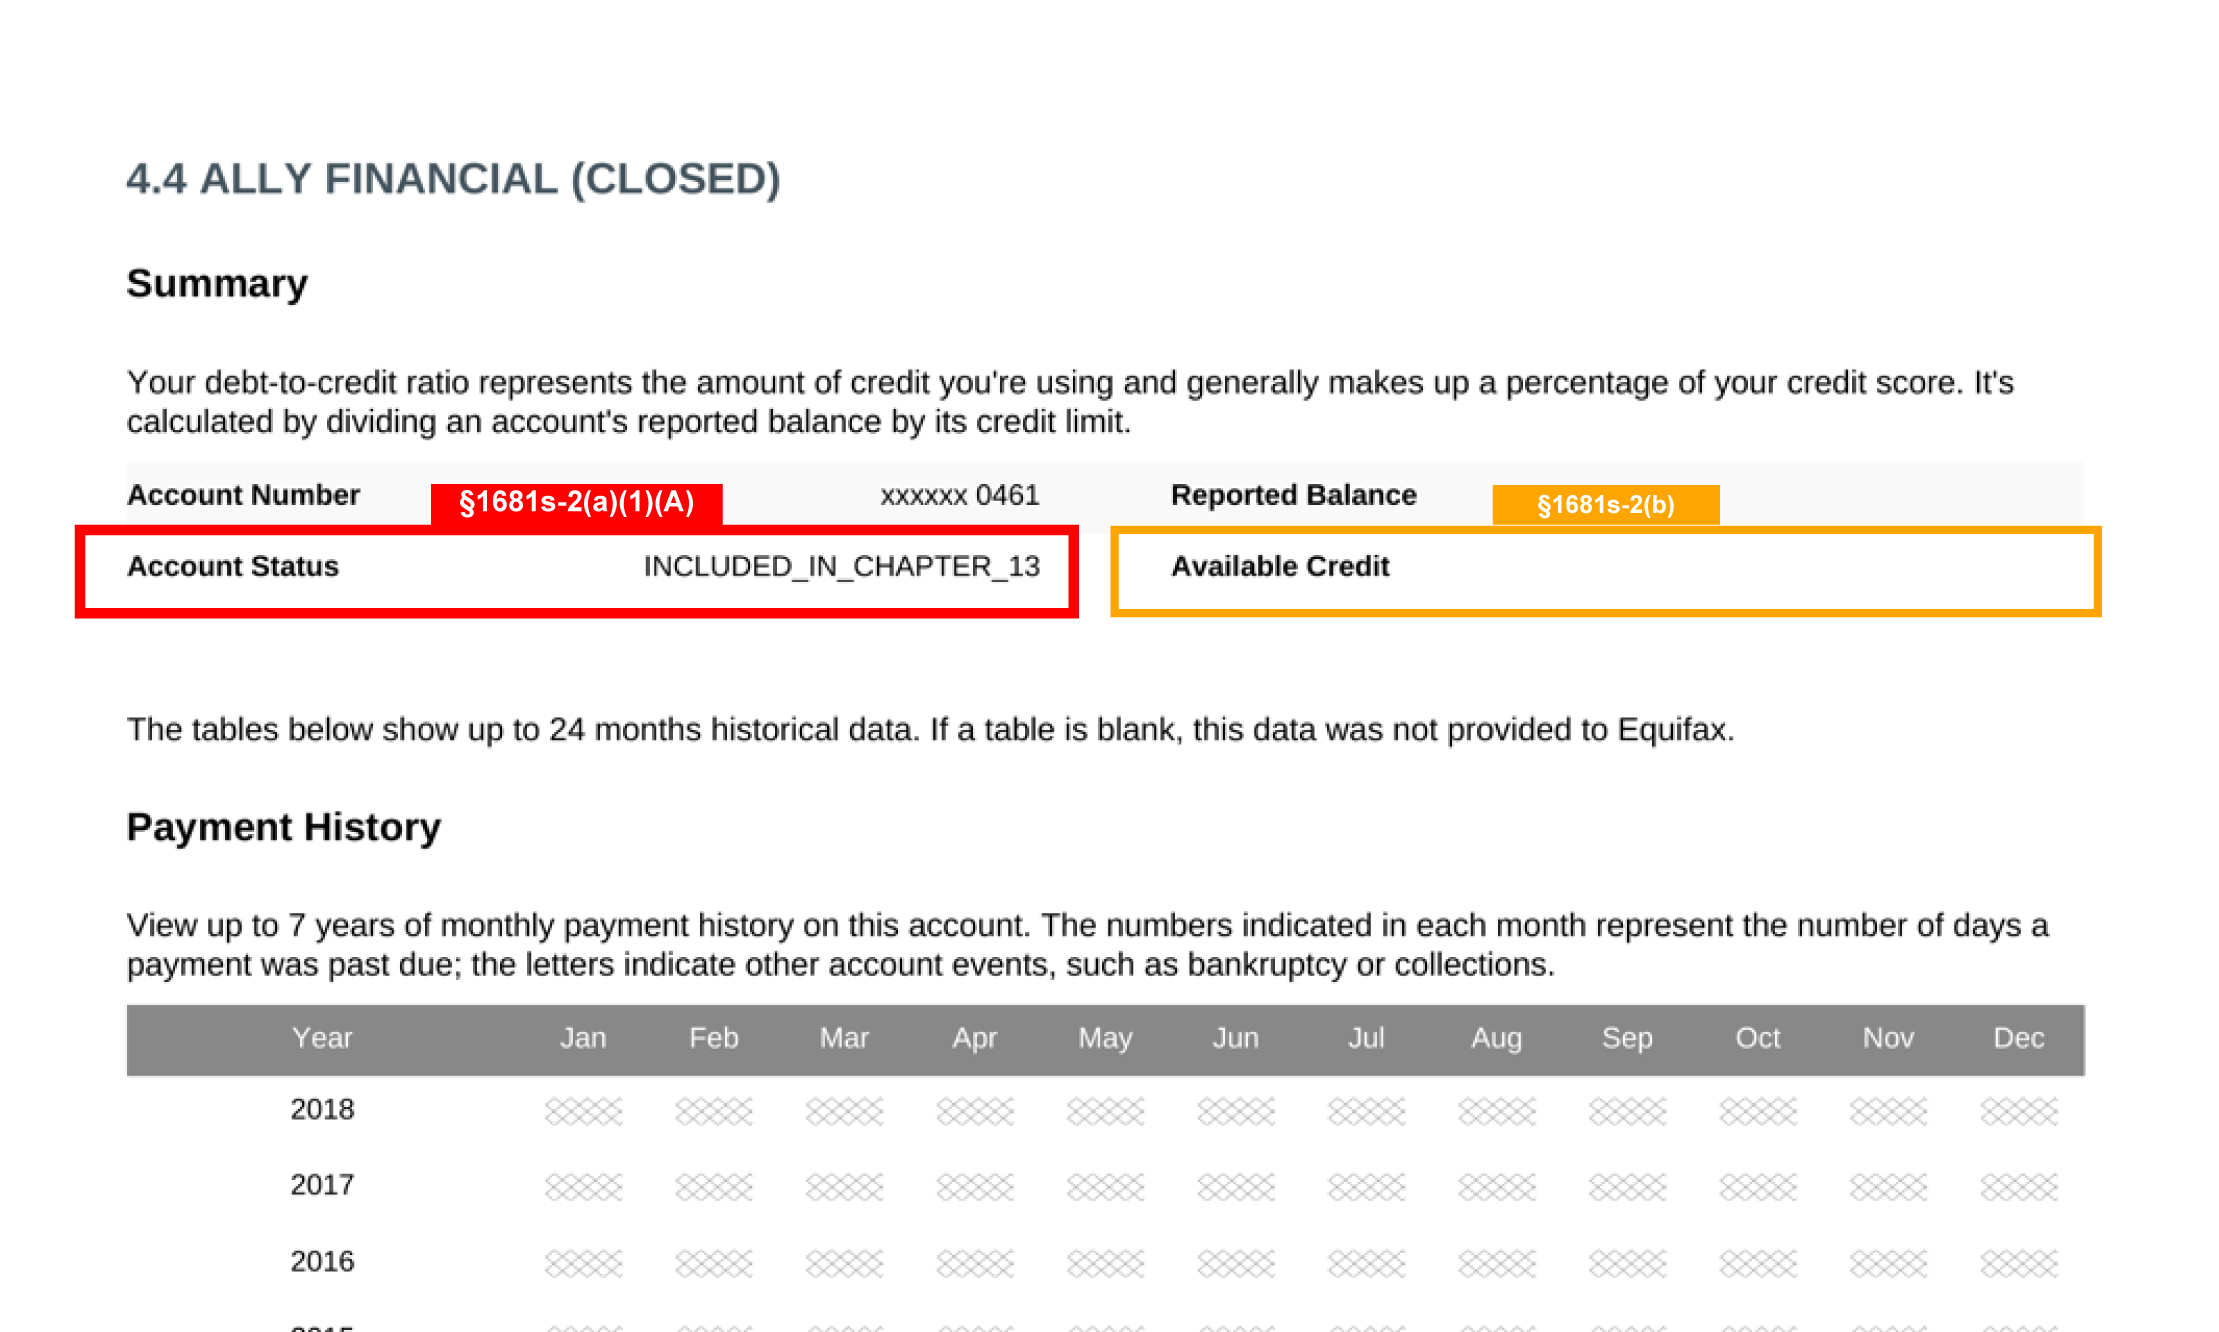 4.4 ALLY FINANCIAL (CLOSED)
Summary
Your debt-to-credit ratio represents the amount of credit you're using and generally makes up a percentage of your credit score. It's
calculated by dividing an account's reported balance by its credit limit.
Account Number §1681s-2(a)(1)(A) xxxxxx 0461 Reported Balance §1681s-2(b)
Account Status INCLUDED_IN_CHAPTER_13 Available Credit
The tables below show up to 24 months historical data. If a table is blank, this data was not provided to Equifax.
Payment History
View up to 7 years of monthly payment history on this account. The numbers indicated in each month represent the number of days a
payment was past due; the letters indicate other account events, such as bankruptcy or collections.
Year Jan Feb Mar Apr May Jun Jul Aug Sep Oct Nov Dec
2018
2017
2016
2015